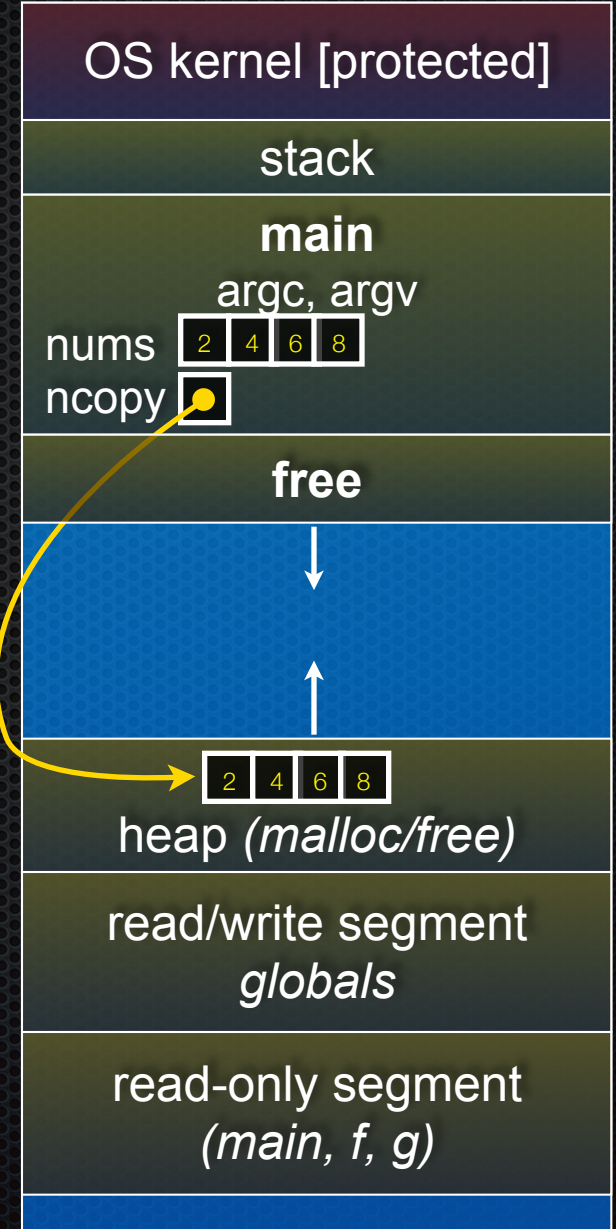 OS kernel [protected]
stack
main
argc, argv
nums 2 4 6 8
ncopy
free
2 4 6 8
heap (malloc/free)
read/write segment
globals
read-only segment
(main, f, g)